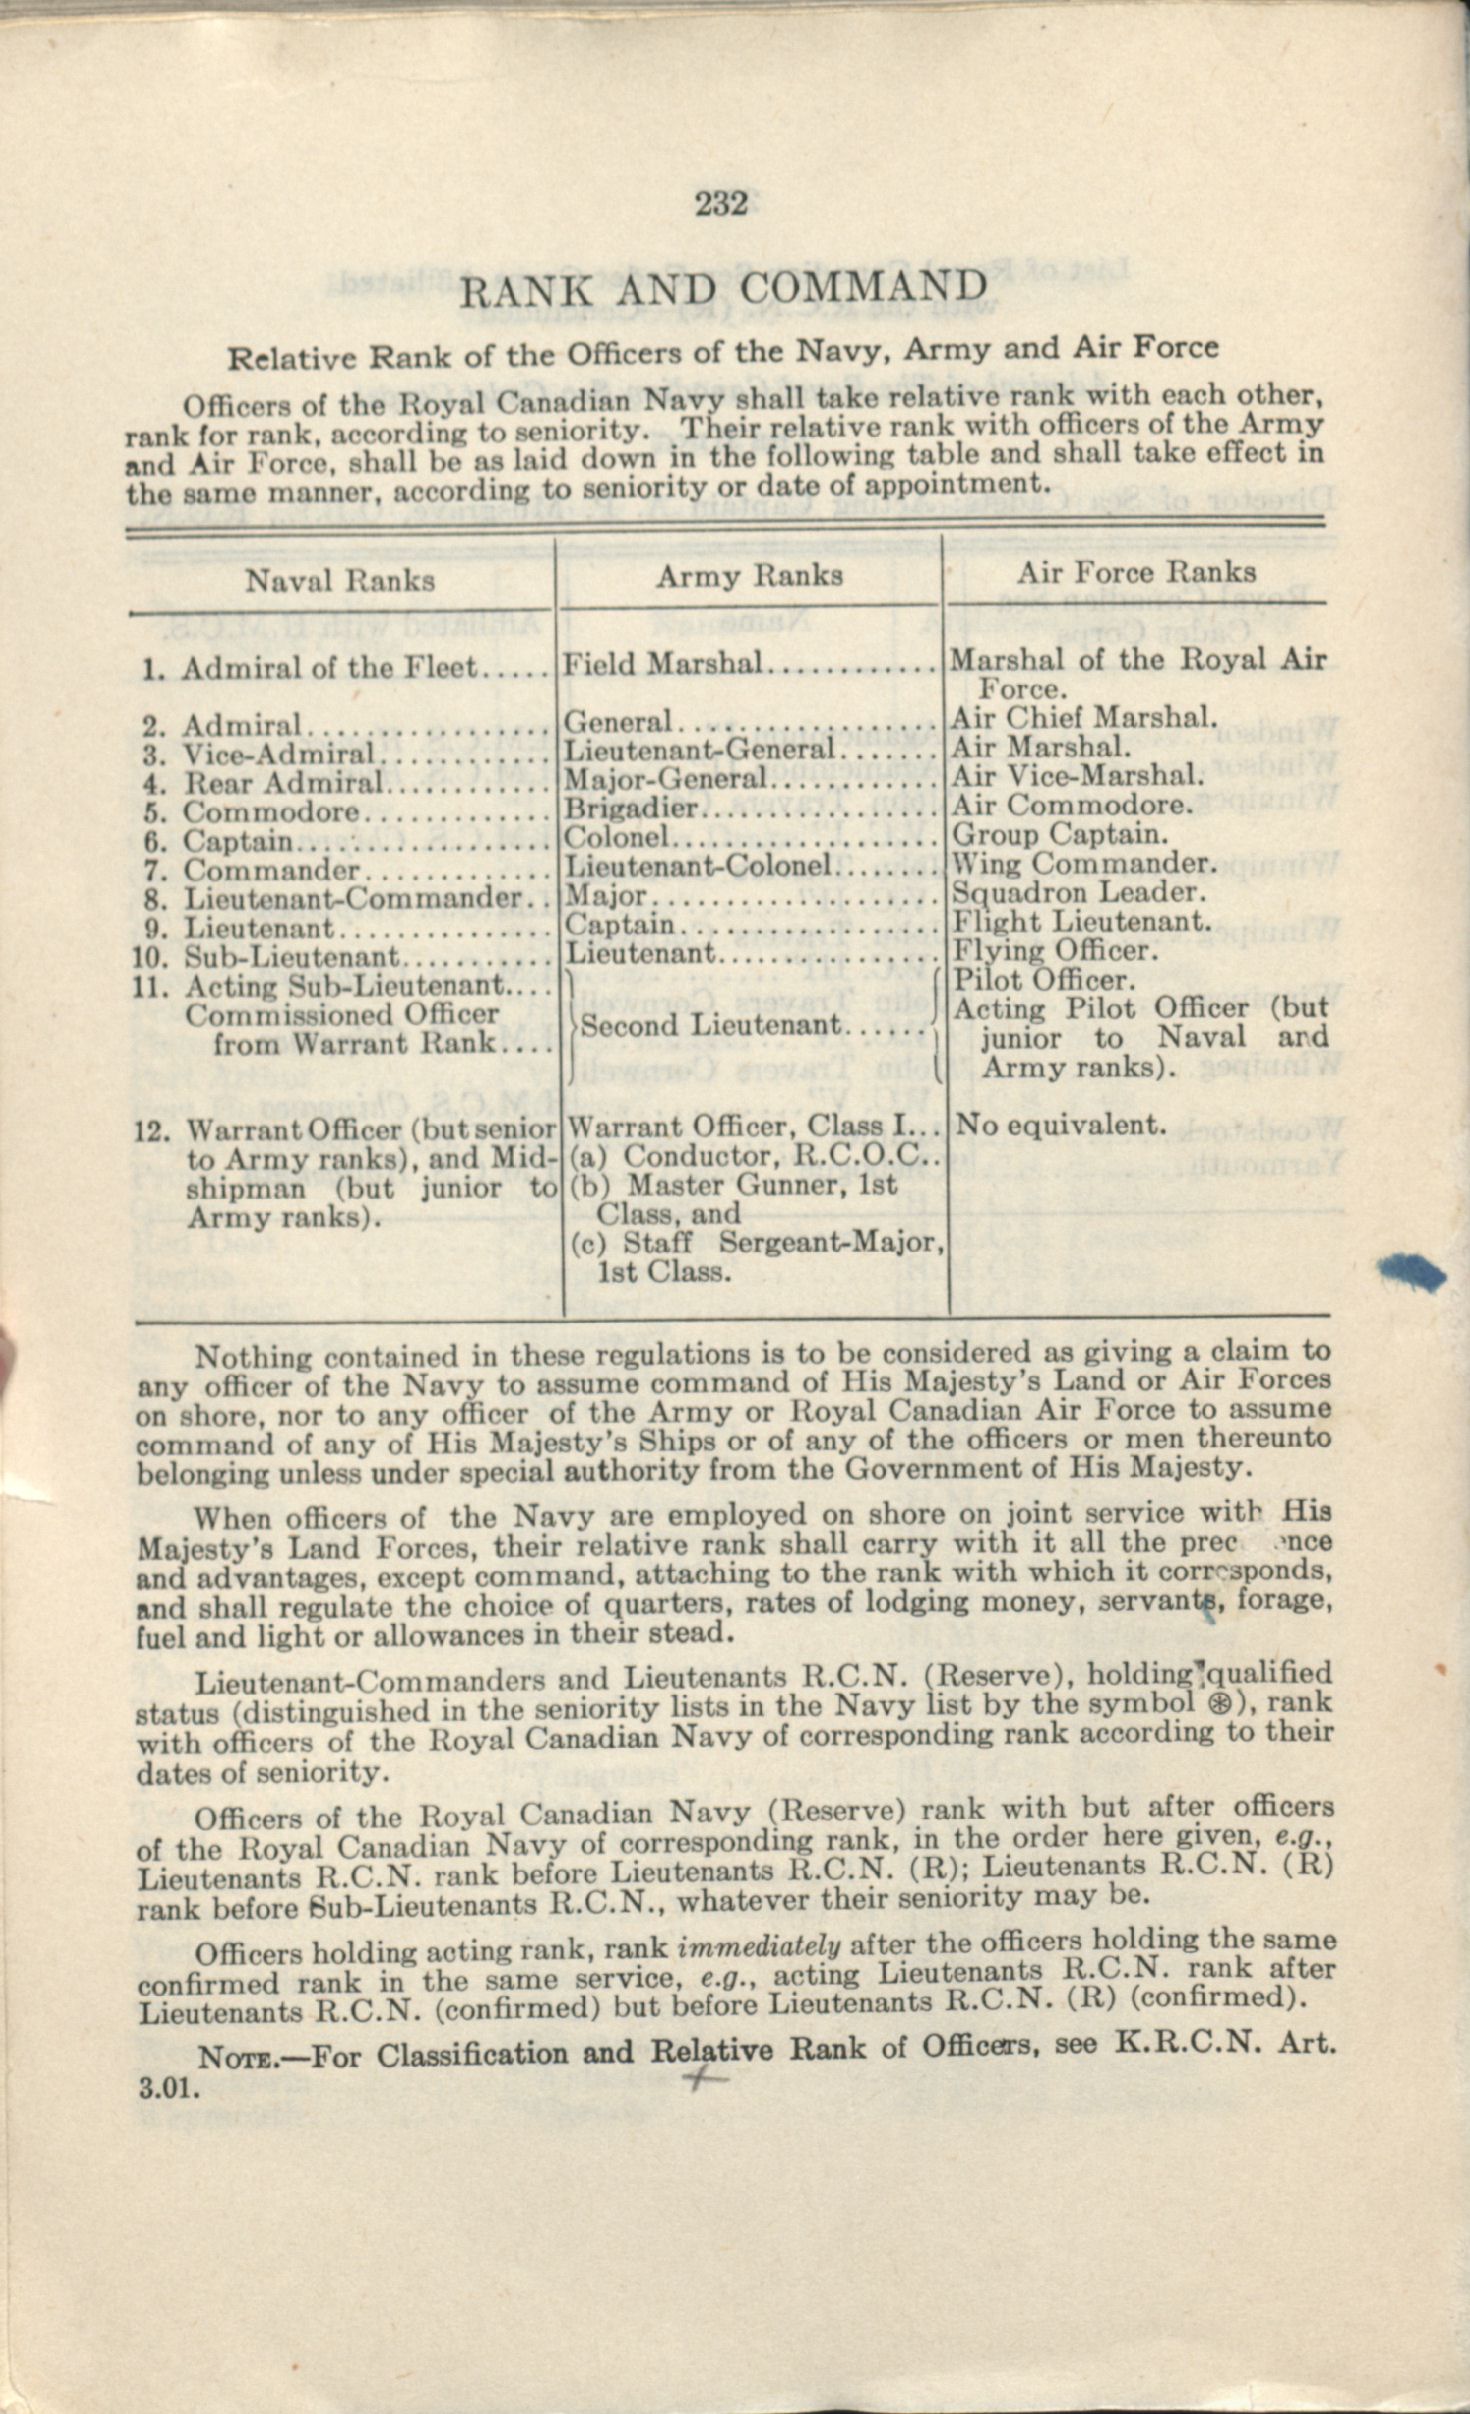 232
RANK AND COMMAND
Relative Rank of the Officers of the Navy, Army and Air Force
Officers of the Royal Canadian Navy shall take relative rank with each other,
rank for rank, according to seniority. Their relative rank with officers of the Army
and Air Force, shall be as laid down in the following table and shall take effect in
the same manner, according to seniority or date of appointment.
Naval Ranks Army Ranks Air Force Ranks
1. Admiral of the Fleet..... Field Marshal............ Marshal of the Royal Air
Force.
2. Admiral................ General.................. Air Chief Marshal.
3. Vice-Admiral............ Lieutenant-General....... Air Marshal.
4. Rear Admiral........... Major-General............ Air Vice-Marshal.
5. Commodore............. Brigadier................ Air Commodore.
6. Captain................. Colonel.................. Group Captain.
7. Commander............. Lieutenant-Colonel........ Wing Commander.
8. Lieutenant-Commander.. Major.................... Squadron Leader.
9. Lieutenant.............. Captain.................. Flight Lieutenant.
10. Sub-Lieutenant.......... Lieutenant............... Flying Officer.
11. Acting Sub-Lieutenant.... Pilot Officer.
Commissioned Officer Second Lieutenant...... Acting Pilot Officer (but
from Warrant Rank.... junior to Naval and
Army ranks).
12. Warrant Officer (but senior Warrant Officer, Class I... No equivalent.
to Army ranks), and Mid- (a) Conductor, R.C.O.C..
shipman (but junior to (b) Master Gunner, 1st
Army ranks). Class, and
(c) Staff Sergeant-Major,
1st Class.
Nothing contained in these regulations is to be considered as giving a claim to
any officer of the Navy to assume command of His Majesty's Land or Air Forces
on shore, nor to any officer of the Army or Royal Canadian Air Force to assume
command of any of His Majesty's Ships or of any of the officers or men thereunto
belonging unless under special authority from the Government of His Majesty.
When officers of the Navy are employed on shore on joint service with His
Majesty's Land Forces, their relative rank shall carry with it all the
and advantages, except command, attaching to the rank with which it corresponds,
and shall regulate the choice of quarters, rates of lodging money, servants, forage,
fuel and light or allowances in their stead.
Lieutenant-Commanders and Lieutenants R.C.N. (Reserve), holding qualified
status (distinguished in the seniority lists in the Navy list by the symbol ⊛), rank
with officers of the Royal Canadian Navy of corresponding rank according to their
dates of seniority.
Officers of the Royal Canadian Navy (Reserve) rank with but after officers
of the Royal Canadian Navy of corresponding rank, in the order here given, e.g.,
Lieutenants R.C.N. rank before Lieutenants R.C.N. (R); Lieutenants R.C.N. (R)
rank before Sub-Lieutenants R.C.N., whatever their seniority may be.
Officers holding acting rank, rank immediately after the officers holding the same
confirmed rank in the same service, e.g., acting Lieutenants R.C.N. rank after
Lieutenants R.C.N. (confirmed) but before Lieutenants R.C.N. (R) (confirmed).
NOTE.—For Classification and Relative Rank of Officers, see K.R.C.N. Art.
3.01.